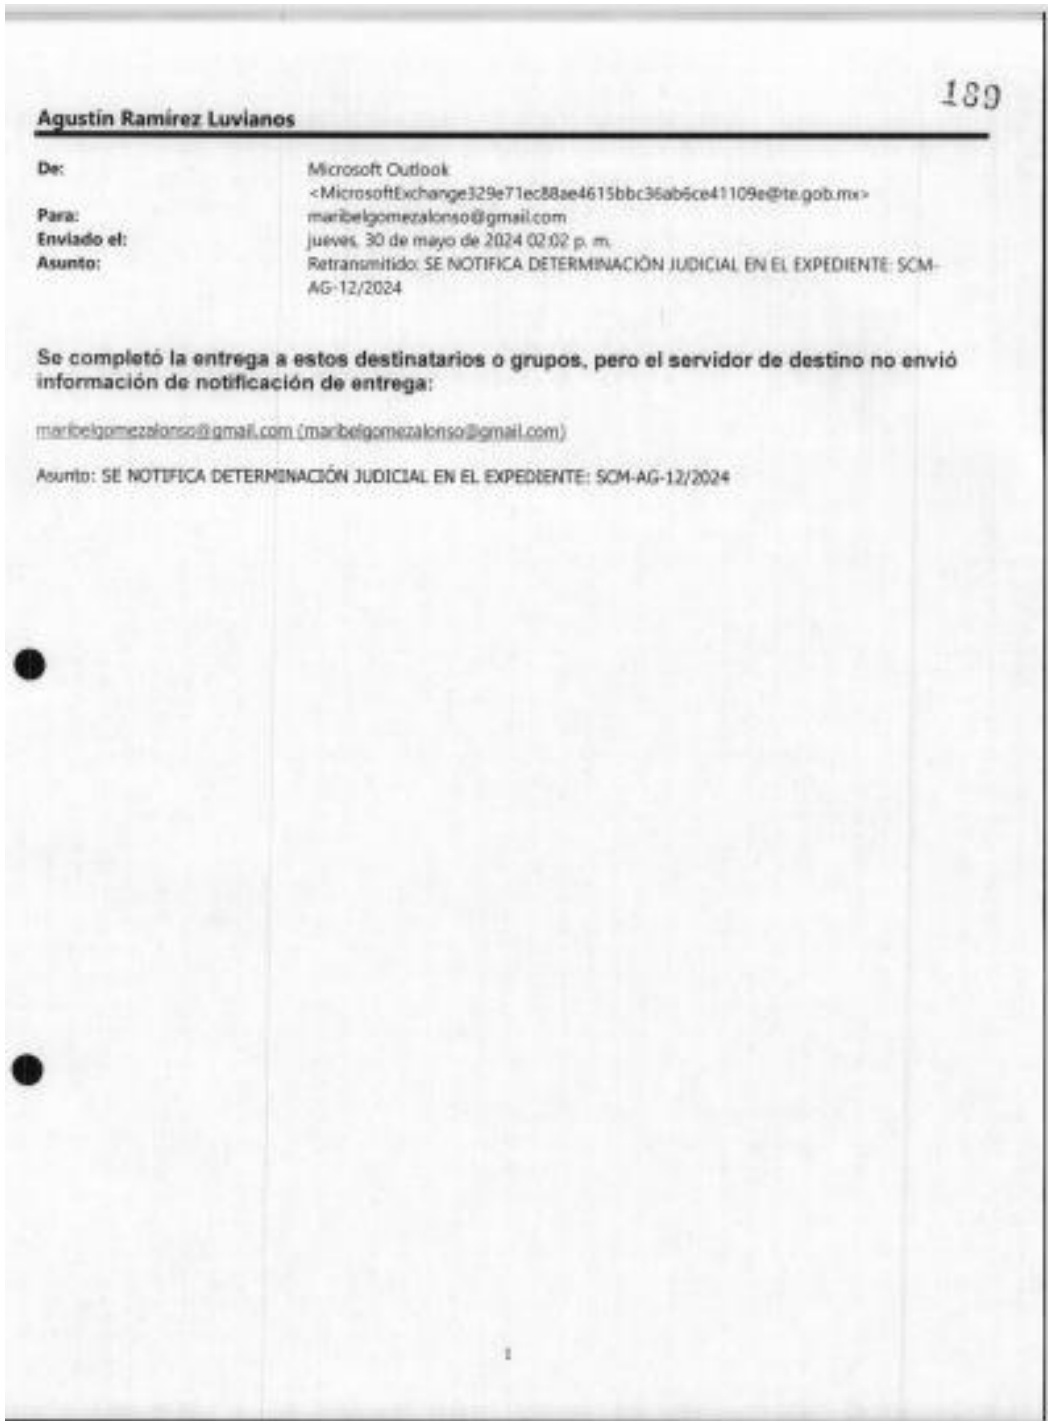 189
Agustín Ramírez Luvianos
De: Microsoft Outlook
<MicrosoftExchange329e71ec88ae4615bbc36ab6ce41109e@te.gob.mx>
Para: maribelgomezalonso@gmail.com
Enviado el: jueves, 30 de mayo de 2024 02:02 p. m.
Asunto: Retransmitido: SE NOTIFICA DETERMINACIÓN JUDICIAL EN EL EXPEDIENTE: SCM-
AG-12/2024
Se completó la entrega a estos destinatarios o grupos, pero el servidor de destino no envió
información de notificación de entrega:
maribelgomezalonso@gmail.com (maribelgomezalonso@gmail.com)
Asunto: SE NOTIFICA DETERMINACIÓN JUDICIAL EN EL EXPEDIENTE: SCM-AG-12/2024
1